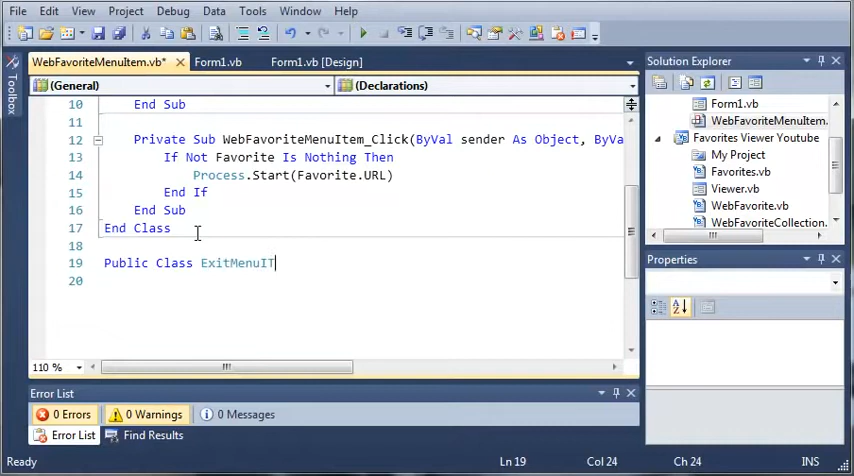 File Edit View Project Debug Data Tools Window Help
Toolbox
WebFavoriteMenuItem.vb* Form1.vb Form1.vb [Design]
(General) (Declarations)
10 End Sub
11
12 Private Sub WebFavoriteMenuItem_Click(ByVal sender As Object, ByVa
13 If Not Favorite Is Nothing Then
14 Process.Start(Favorite.URL)
15 End If
16 End Sub
17 End Class
18
19 Public Class ExitMenuIT
20
110 %
Solution Explorer
Form1.vb
WebFavoriteMenuItem.
Favorites Viewer Youtube
My Project
Favorites.vb
Viewer.vb
WebFavorite.vb
WebFavoriteCollection.
Properties
Error List
0 Errors 0 Warnings 0 Messages
Error List Find Results
Ready Ln 19 Col 24 Ch 24 INS